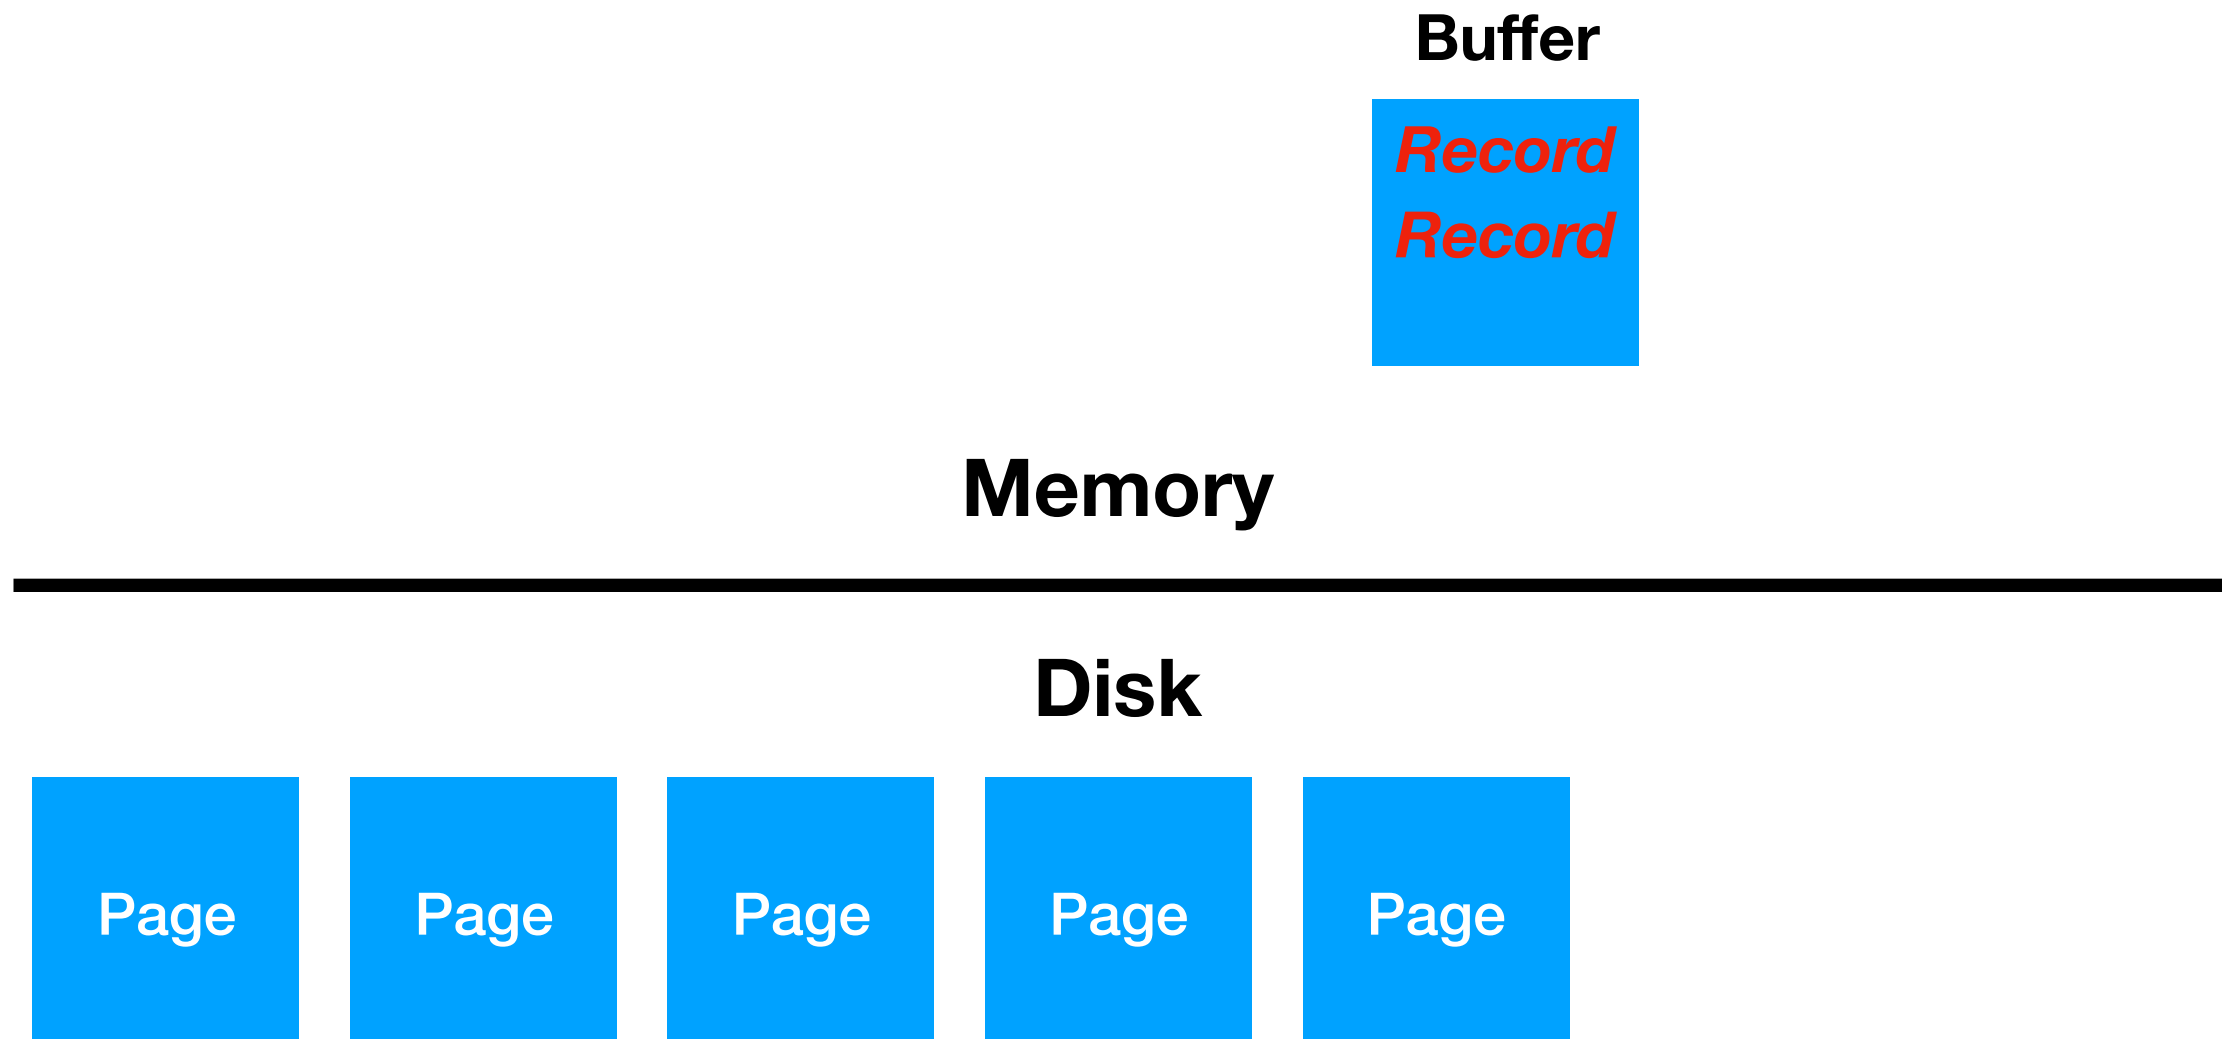 Buffer
Record
Record
Memory
Disk
Page Page Page Page Page